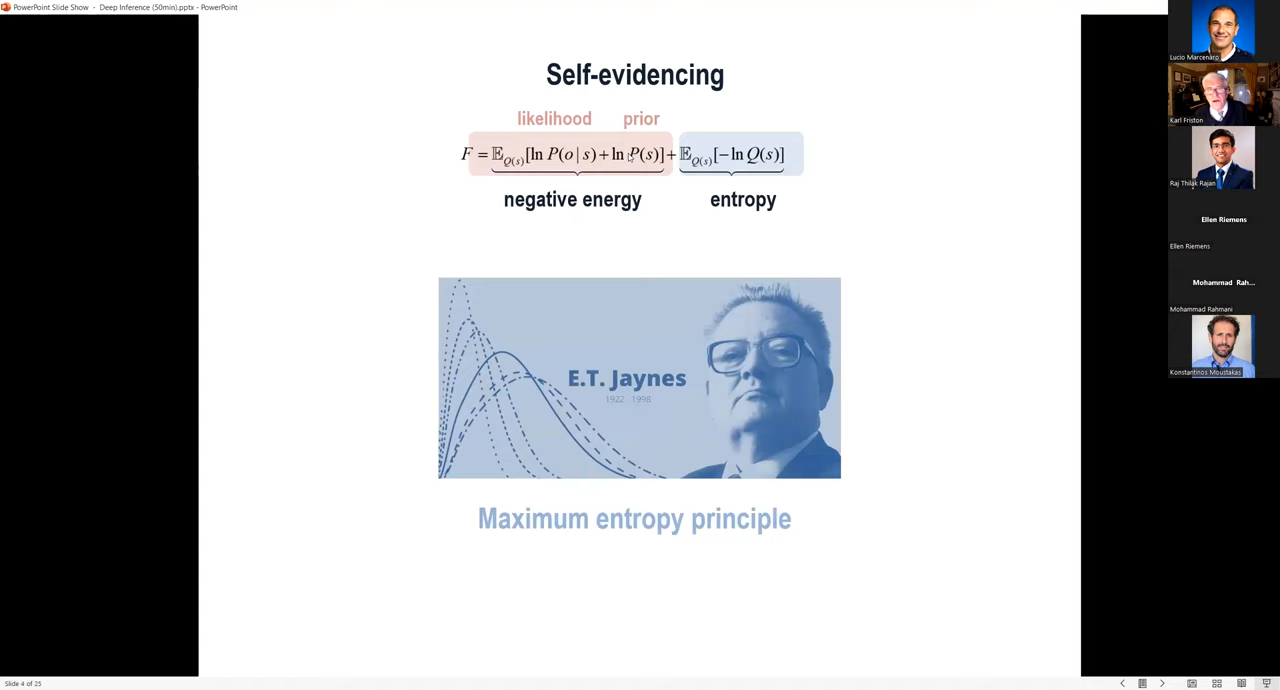 PowerPoint Slide Show - Deep Inference (50min).pptx - PowerPoint
Self-evidencing
likelihood prior
F = 𝔼_Q(s)[ln P(o | s) + ln P(s)] + 𝔼_Q(s)[−ln Q(s)]
negative energy entropy
E.T. Jaynes
1922 1998
Maximum entropy principle
Lucio Marcenaro
Karl Friston
Raj Thilak Rajan
Ellen Riemens
Ellen Riemens
Mohammad Rah...
Mohammad Rahmani
Konstantinos Moustakas
Slide 4 of 25